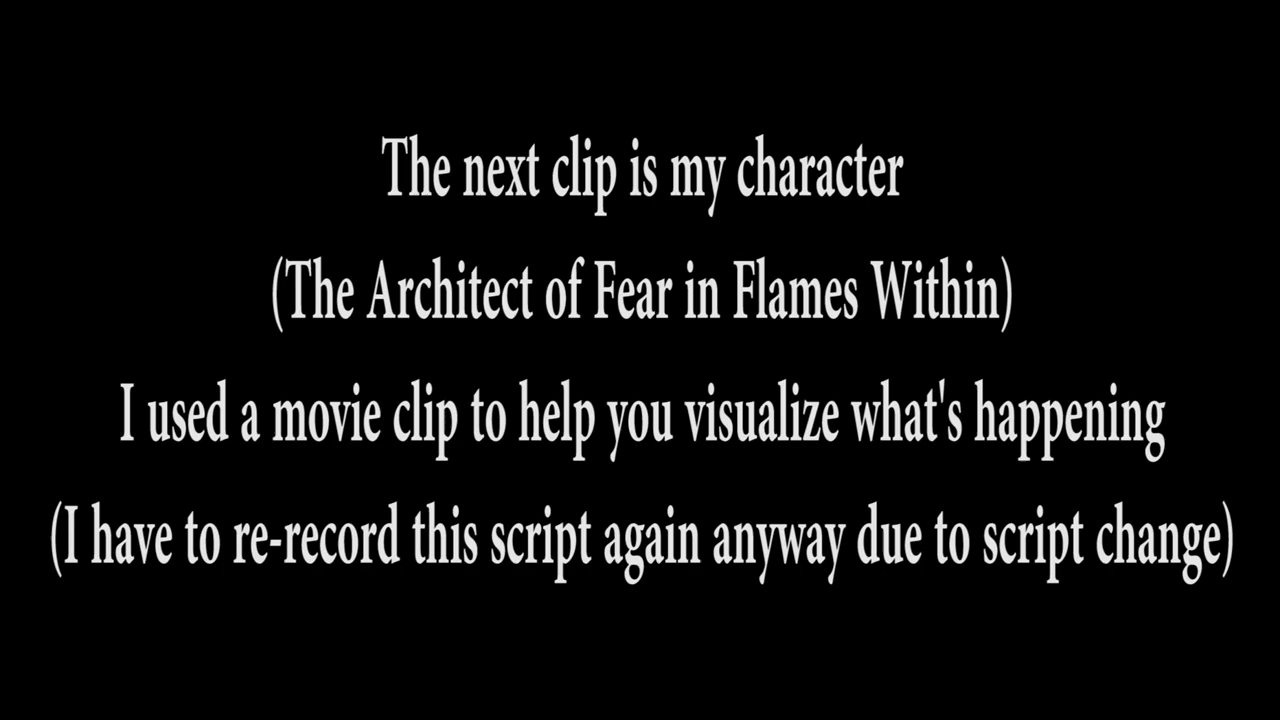 The next clip is my character
(The Architect of Fear in Flames Within)
I used a movie clip to help you visualize what's happening
(I have to re-record this script again anyway due to script change)